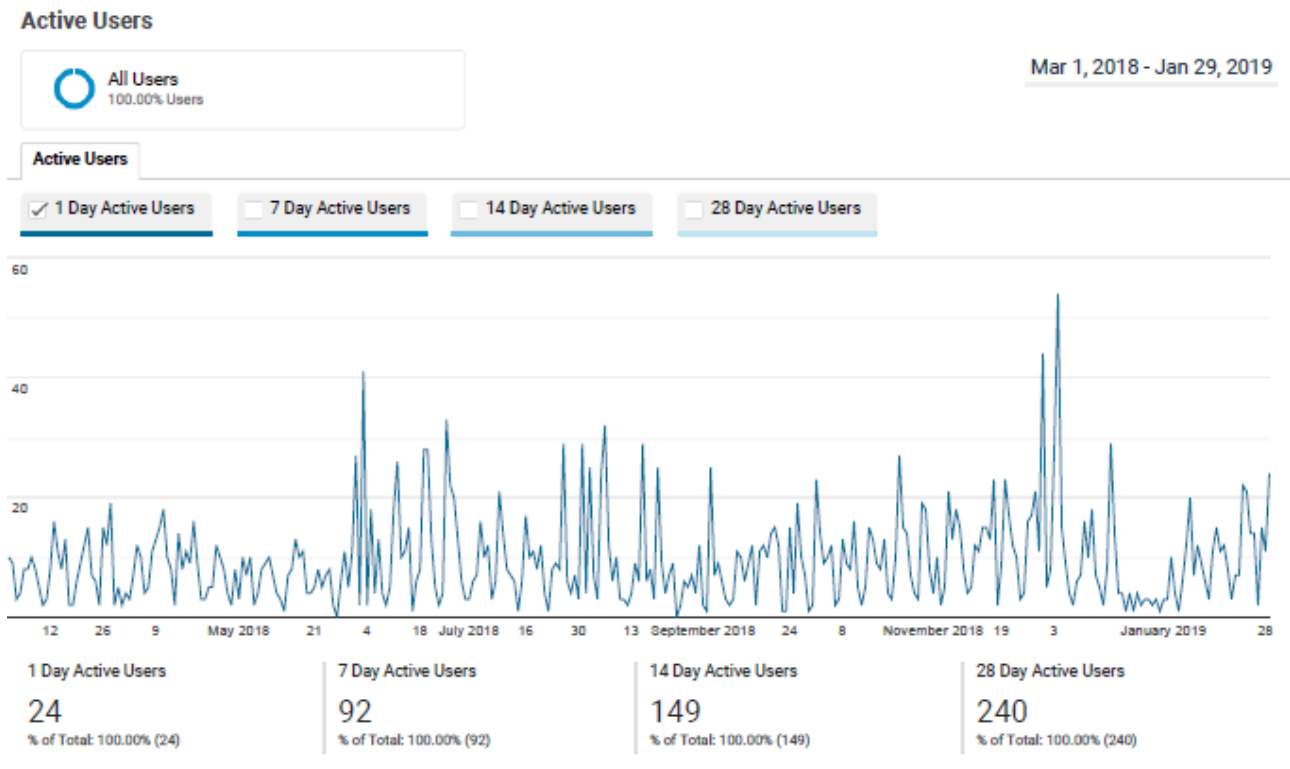 Active Users
All Users
100.00% Users
Mar 1, 2018 - Jan 29, 2019
Active Users
1 Day Active Users 7 Day Active Users 14 Day Active Users 28 Day Active Users
60
40
20
12 26 9 May 2018 21 4 18 July 2018 16 30 13 September 2018 24 8 November 2018 19 3 January 2019 28
1 Day Active Users 7 Day Active Users 14 Day Active Users 28 Day Active Users
24 92 149 240
% of Total: 100.00% (24) % of Total: 100.00% (92) % of Total: 100.00% (149) % of Total: 100.00% (240)